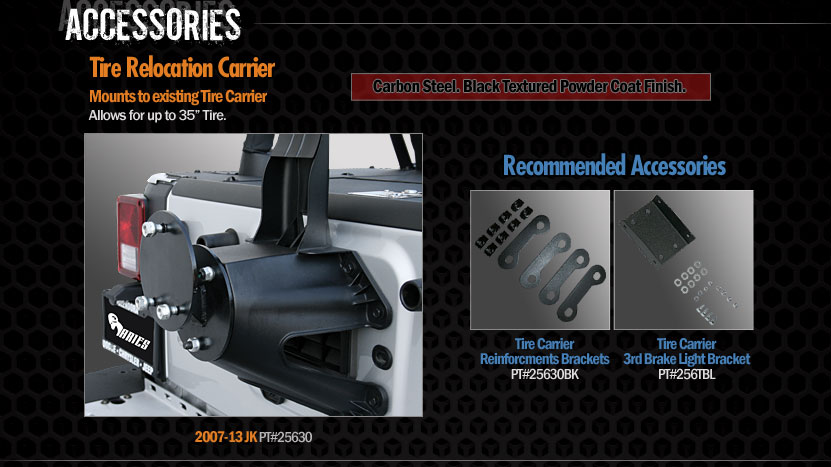 ACCESSORIES
Tire Relocation Carrier
Mounts to existing Tire Carrier
Allows for up to 35" Tire.
Carbon Steel. Black Textured Powder Coat Finish.
Recommended Accessories
ARIES
Tire Carrier
Reinforcments Brackets
PT#25630BK
Tire Carrier
3rd Brake Light Bracket
PT#256TBL
2007-13 JK PT#25630